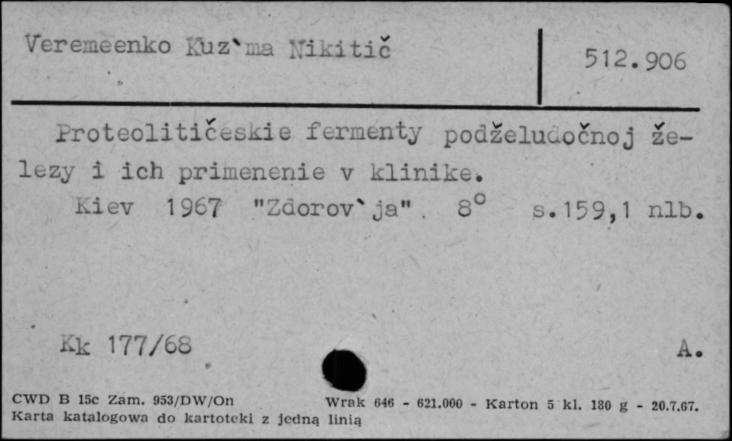 Veremeenko Kuz`ma Nikitič
512.906
Proteolitičeskie fermenty podželudočnoj že-
lezy i ich primenenie v klinike.
Kiev 1967 "Zdorov`ja". 8° s.159,1 nlb.
Kk 177/68
A.
CWD B 15c Zam. 953/DW/On Wrak 646 - 621.000 - Karton 5 kl. 180 g - 20.7.67.
Karta katalogowa do kartoteki z jedną linią